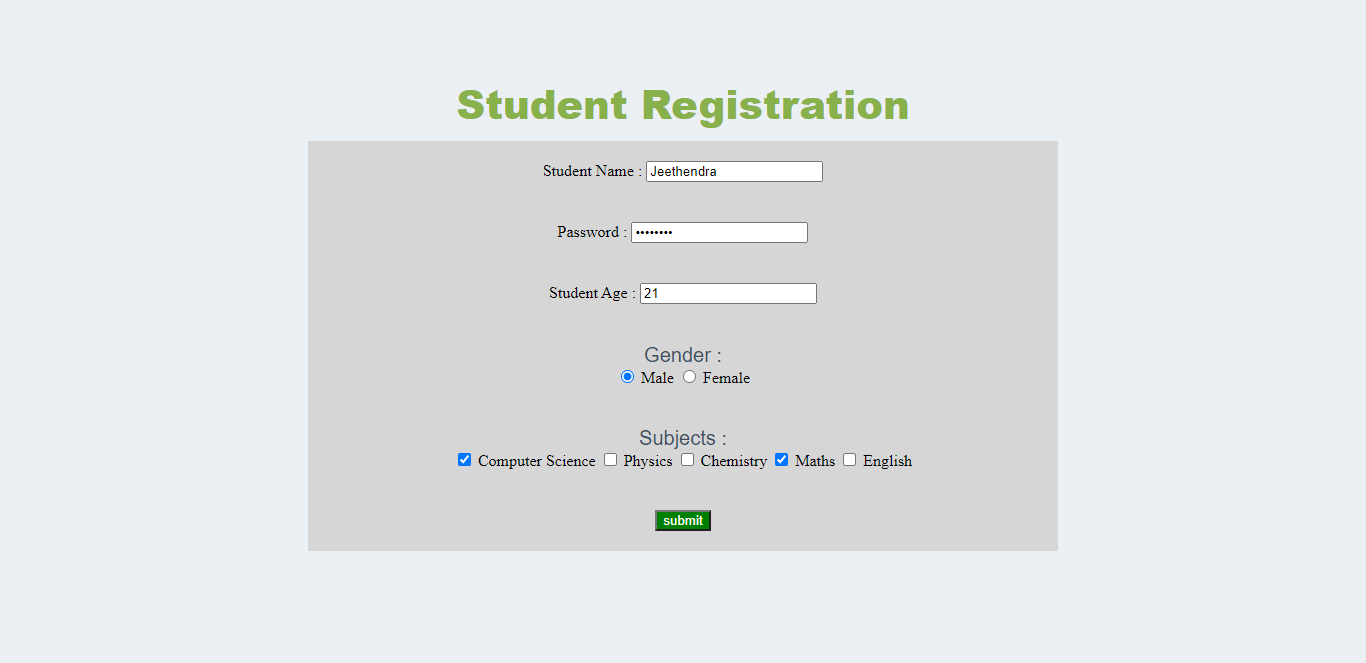 Student Registration
Student Name : Jeethendra
Password : ••••••••
Student Age : 21
Gender :
Male Female
Subjects :
Computer Science Physics Chemistry Maths English
submit